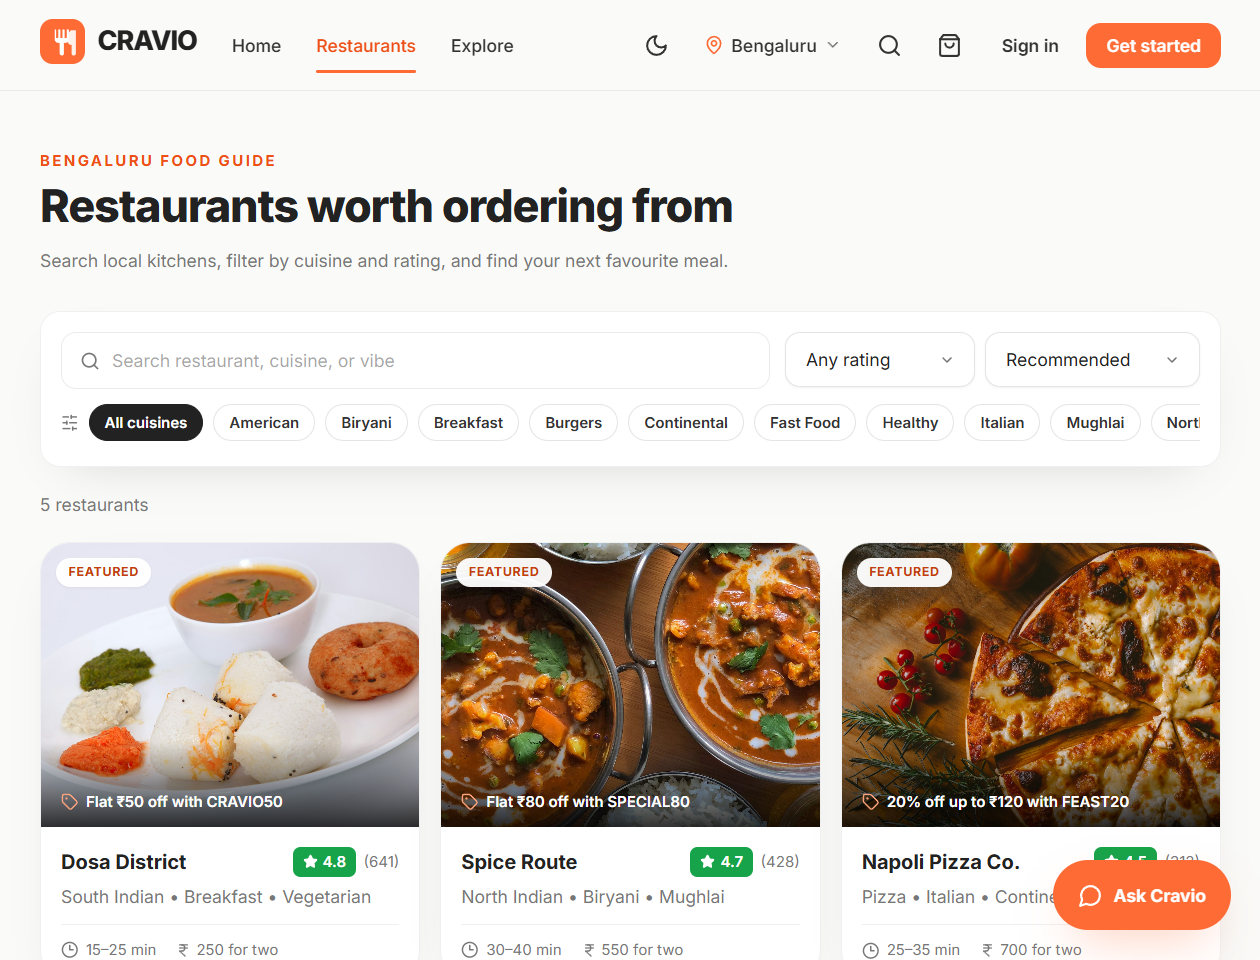 CRAVIO
Home
Restaurants
Explore
Bengaluru
Sign in
Get started
BENGALURU FOOD GUIDE
Restaurants worth ordering from
Search local kitchens, filter by cuisine and rating, and find your next favourite meal.
Search restaurant, cuisine, or vibe
Any rating
Recommended
All cuisines
American
Biryani
Breakfast
Burgers
Continental
Fast Food
Healthy
Italian
Mughlai
5 restaurants
FEATURED
Flat ₹50 off with CRAVIO50
Dosa District
4.8 (641)
South Indian • Breakfast • Vegetarian
15–25 min
₹ 250 for two
FEATURED
Flat ₹80 off with SPECIAL80
Spice Route
4.7 (428)
North Indian • Biryani • Mughlai
30–40 min
₹ 550 for two
FEATURED
20% off up to ₹120 with FEAST20
Napoli Pizza Co.
Pizza • Italian •
25–35 min
₹ 700 for two
Ask Cravio